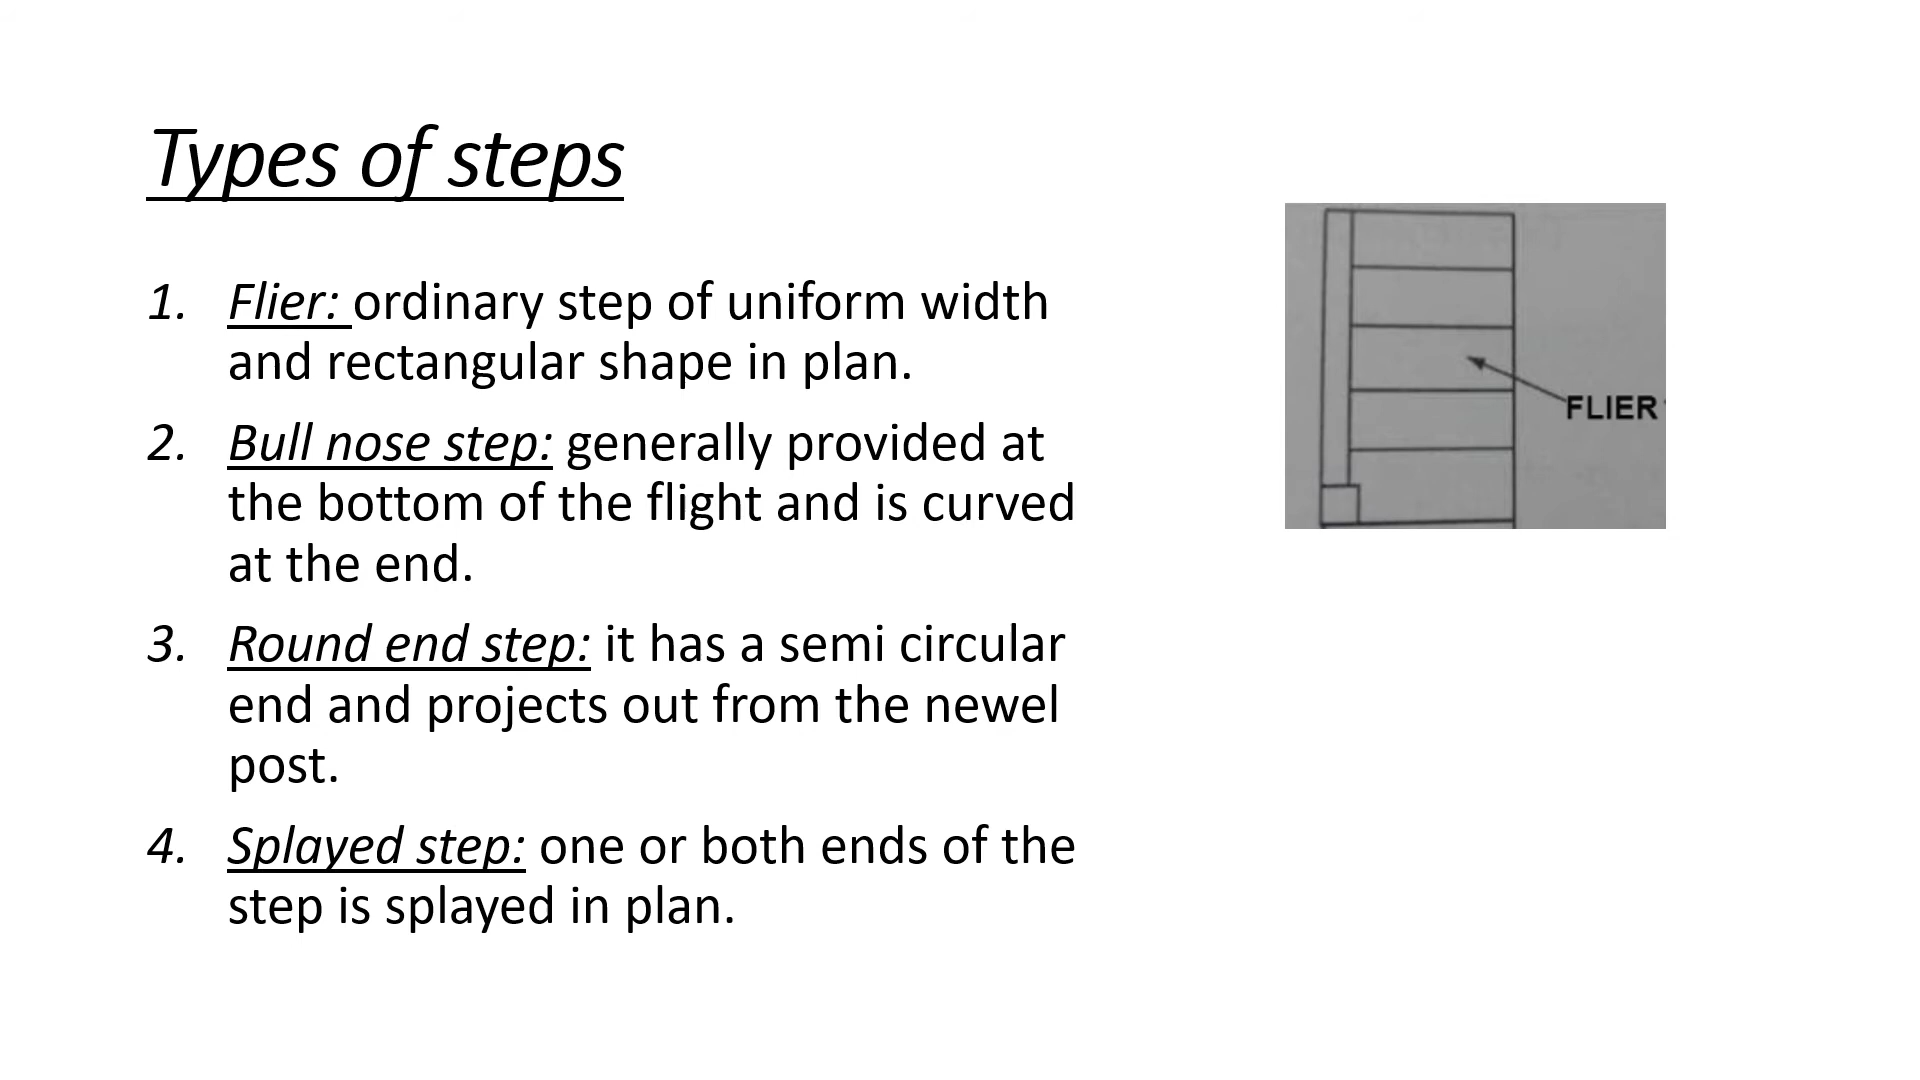 Types of steps
1. Flier: ordinary step of uniform width
and rectangular shape in plan.
2. Bull nose step: generally provided at
the bottom of the flight and is curved
at the end.
3. Round end step: it has a semi circular
end and projects out from the newel
post.
4. Splayed step: one or both ends of the
step is splayed in plan.
FLIER